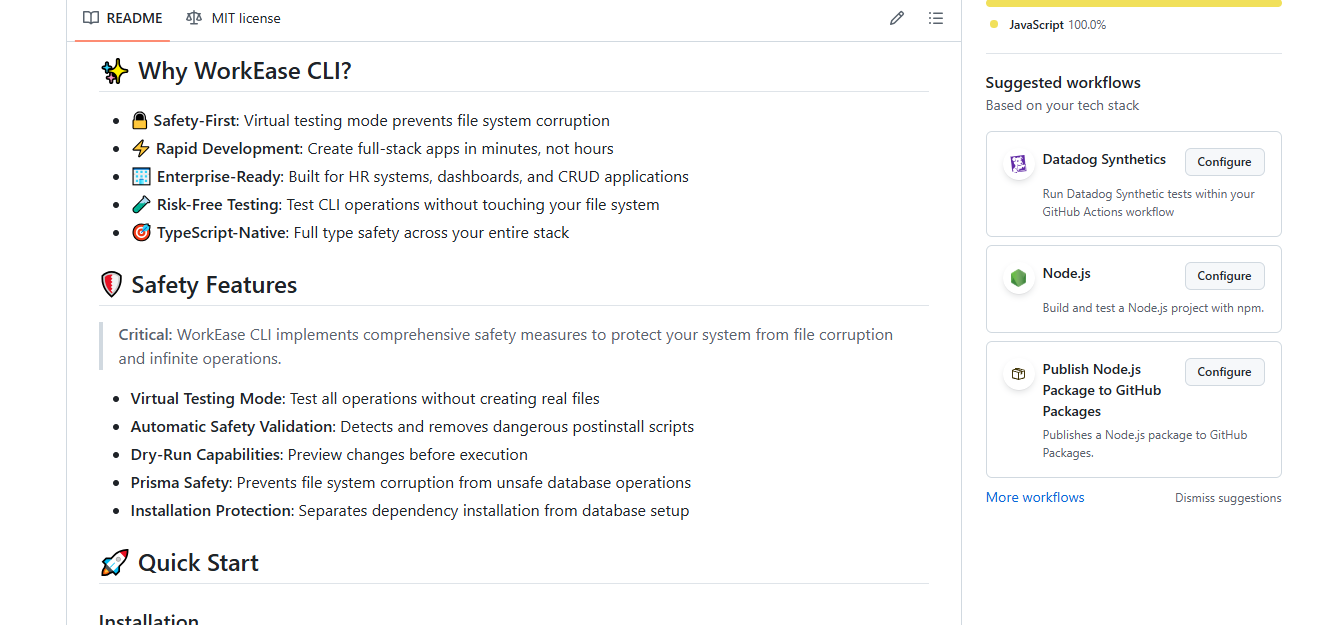 README
MIT license
Why WorkEase CLI?
Safety-First: Virtual testing mode prevents file system corruption
Rapid Development: Create full-stack apps in minutes, not hours
Enterprise-Ready: Built for HR systems, dashboards, and CRUD applications
Risk-Free Testing: Test CLI operations without touching your file system
TypeScript-Native: Full type safety across your entire stack
Safety Features
Critical: WorkEase CLI implements comprehensive safety measures to protect your system from file corruption
and infinite operations.
Virtual Testing Mode: Test all operations without creating real files
Automatic Safety Validation: Detects and removes dangerous postinstall scripts
Dry-Run Capabilities: Preview changes before execution
Prisma Safety: Prevents file system corruption from unsafe database operations
Installation Protection: Separates dependency installation from database setup
Quick Start
Installation
JavaScript 100.0%
Suggested workflows
Based on your tech stack
Datadog Synthetics
Configure
Run Datadog Synthetic tests within your
GitHub Actions workflow
Node.js
Configure
Build and test a Node.js project with npm.
Publish Node.js
Package to GitHub
Packages
Configure
Publishes a Node.js package to GitHub
Packages.
More workflows
Dismiss suggestions